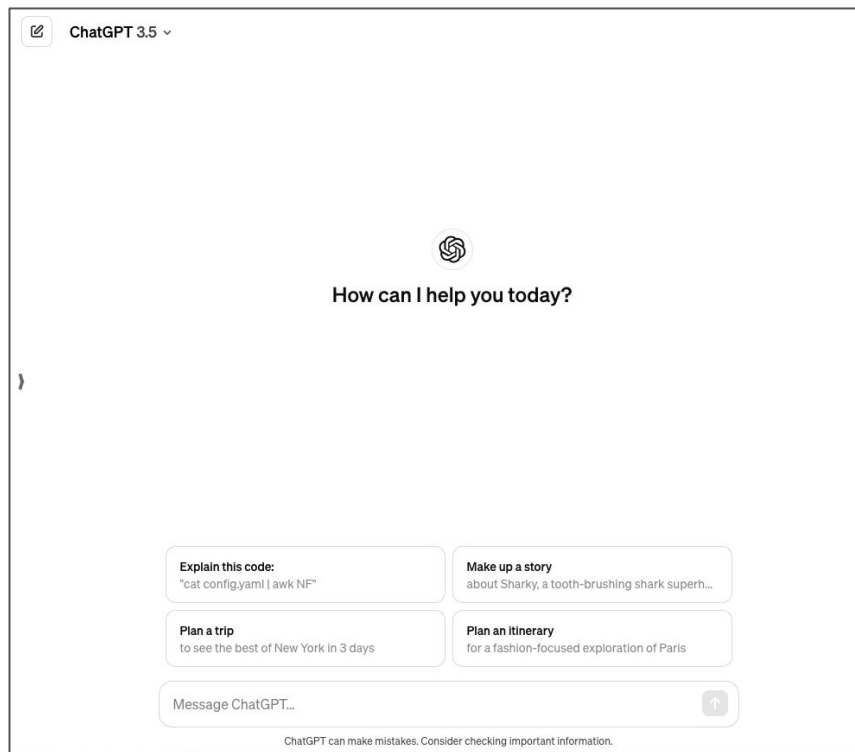 ChatGPT 3.5
How can I help you today?
Explain this code:
"cat config.yaml | awk NF"
Make up a story
about Sharky, a tooth-brushing shark superh...
Plan a trip
to see the best of New York in 3 days
Plan an itinerary
for a fashion-focused exploration of Paris
Message ChatGPT...
ChatGPT can make mistakes. Consider checking important information.